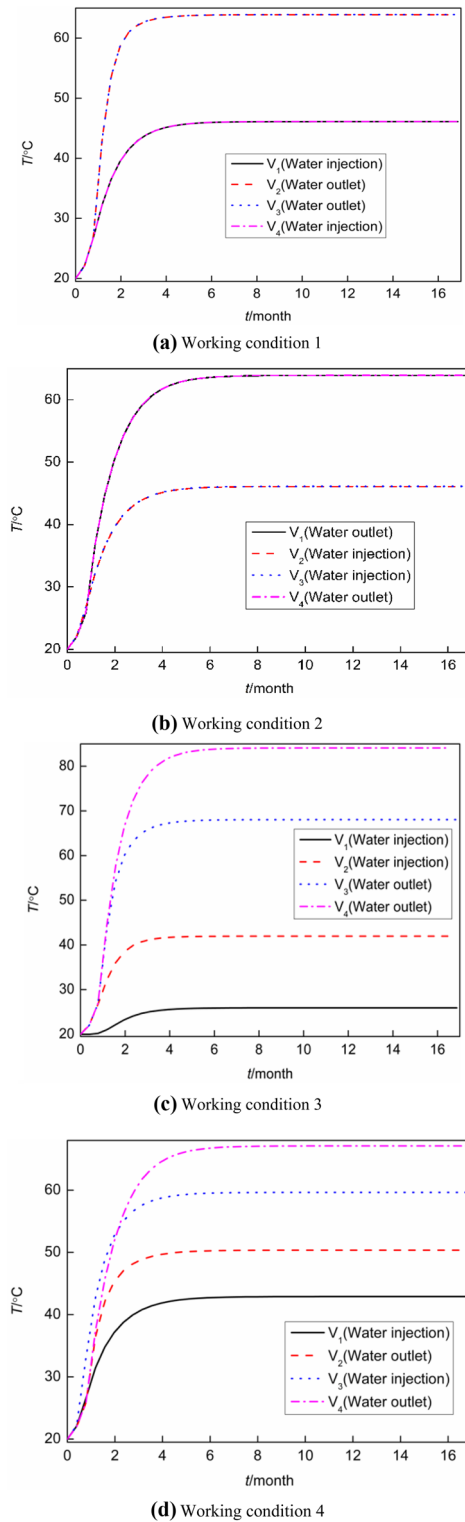 60
50
40
30
20
T/°C
V₁(Water injection)
V₂(Water outlet)
V₃(Water outlet)
V₄(Water injection)
0 2 4 6 8 10 12 14 16
t/month
(a) Working condition 1
60
50
40
30
20
T/°C
V₁(Water outlet)
V₂(Water injection)
V₃(Water injection)
V₄(Water outlet)
0 2 4 6 8 10 12 14 16
t/month
(b) Working condition 2
80
70
60
50
40
30
20
T/°C
V₁(Water injection)
V₂(Water injection)
V₃(Water outlet)
V₄(Water outlet)
0 2 4 6 8 10 12 14 16
t/month
(c) Working condition 3
60
50
40
30
20
T/°C
V₁(Water injection)
V₂(Water outlet)
V₃(Water injection)
V₄(Water outlet)
0 2 4 6 8 10 12 14 16
t/month
(d) Working condition 4